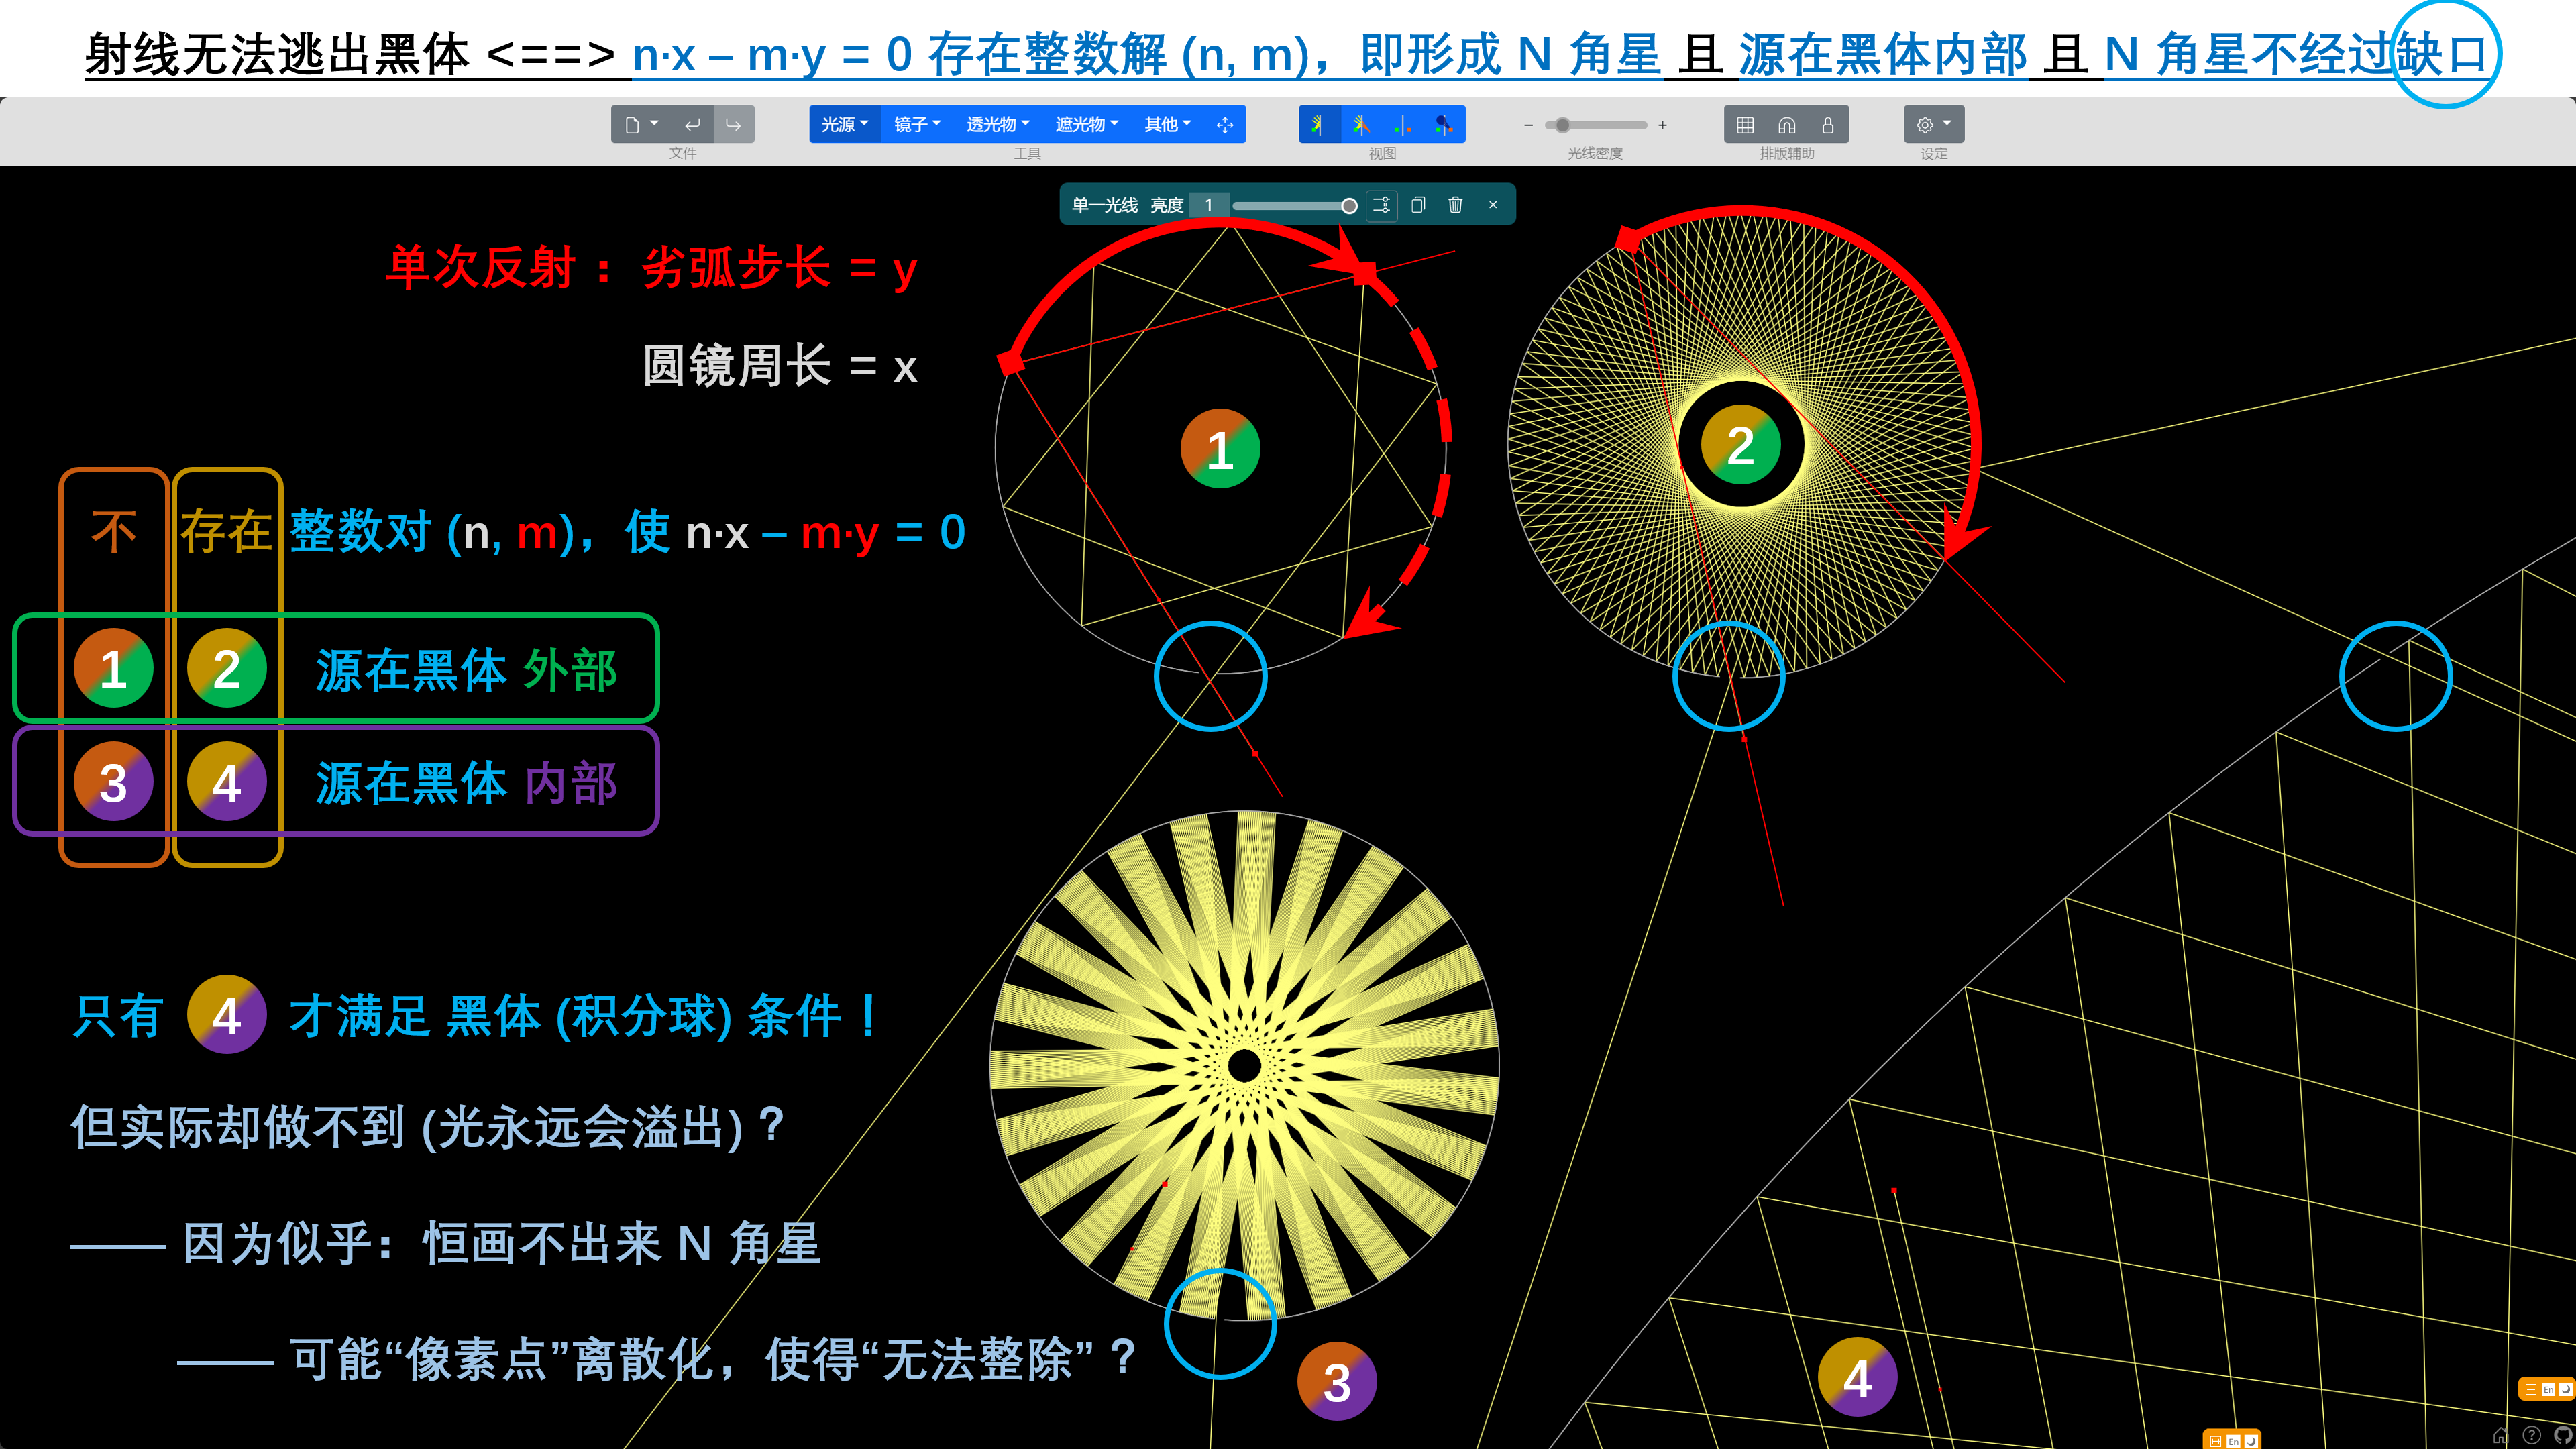 射线无法逃出黑体 <==> n·x – m·y = 0 存在整数解 (n, m)，即形成 N 角星 且 源在黑体内部 且 N 角星不经过缺口
光源 镜子 透光物 遮光物 其他
文件 工具 视图 光线密度 排版辅助 设定
单一光线 亮度 1
单次反射 ：劣弧步长 = y
圆镜周长 = x
不 存在 整数对 (n, m)，使 n·x – m·y = 0
1 2 源在黑体 外部
3 4 源在黑体 内部
只有 4 才满足 黑体 (积分球) 条件！
但实际却做不到 (光永远会溢出)？
—— 因为似乎：恒画不出来 N 角星
—— 可能“像素点”离散化，使得“无法整除”？
1
2
3
4
En
En